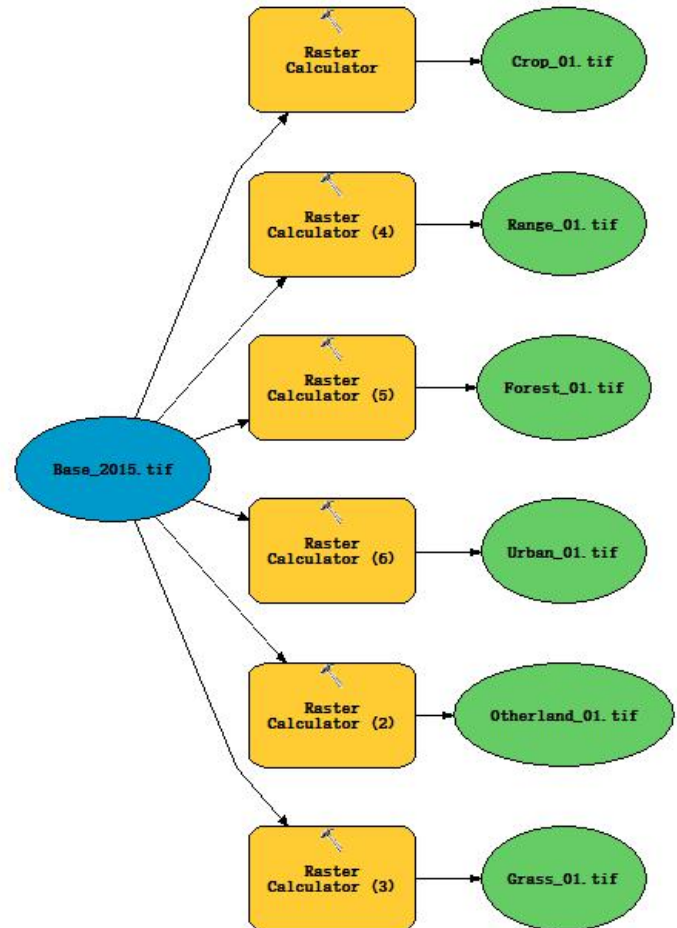 Raster
Calculator
Crop_01.tif
Raster
Calculator (4)
Range_01.tif
Raster
Calculator (5)
Forest_01.tif
Base_2015.tif
Raster
Calculator (6)
Urban_01.tif
Raster
Calculator (2)
Otherland_01.tif
Raster
Calculator (3)
Grass_01.tif